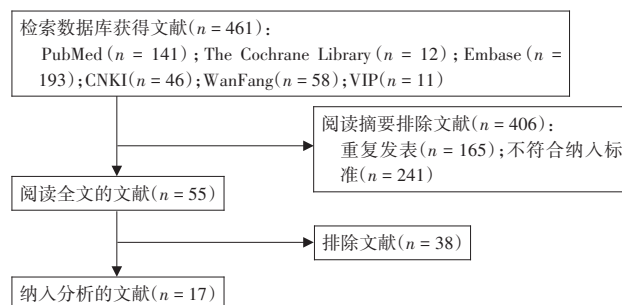 检索数据库获得文献(n = 461)：
PubMed(n = 141)；The Cochrane Library(n = 12)；Embase(n =
193)；CNKI(n = 46)；WanFang(n = 58)；VIP(n = 11)
阅读摘要排除文献(n = 406)：
重复发表(n = 165)；不符合纳入标
准(n = 241)
阅读全文的文献(n = 55)
排除文献(n = 38)
纳入分析的文献(n = 17)